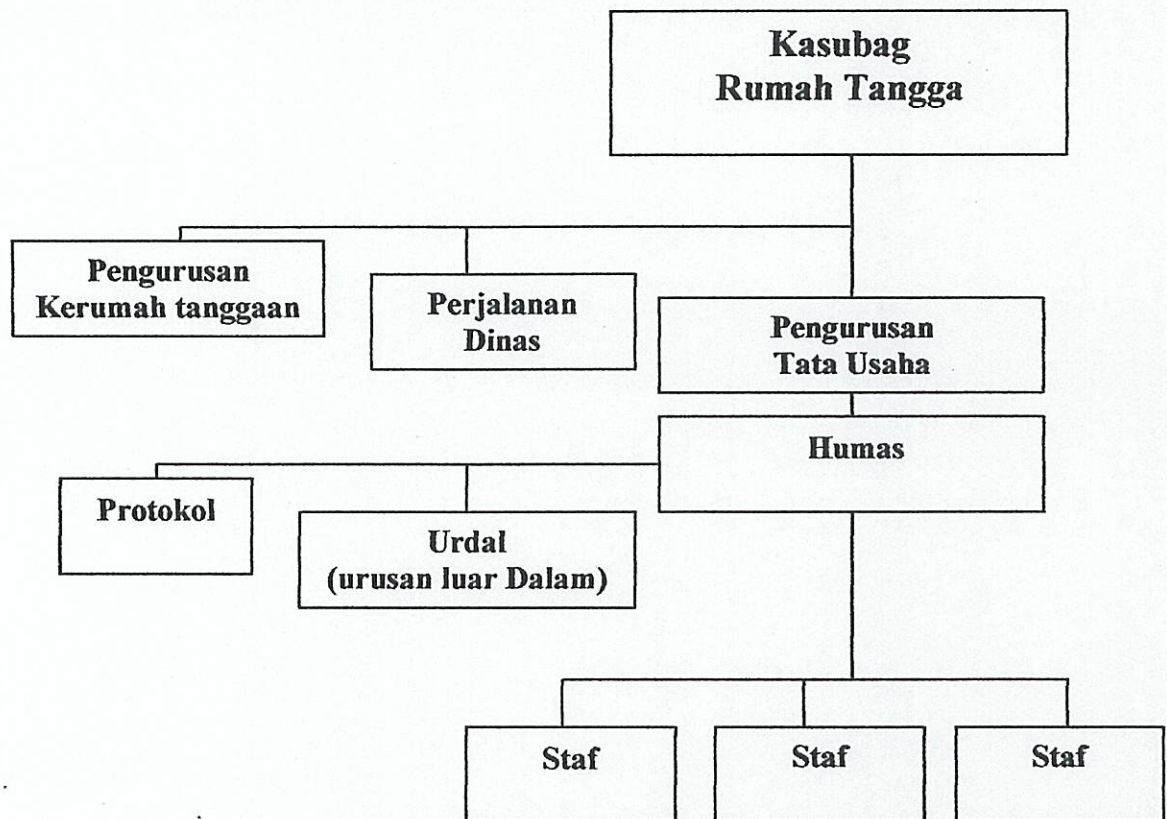 Kasubag
Rumah Tangga
Pengurusan
Kerumah tanggaan
Perjalanan
Dinas
Pengurusan
Tata Usaha
Humas
Protokol
Urdal
(urusan luar Dalam)
Staf
Staf
Staf